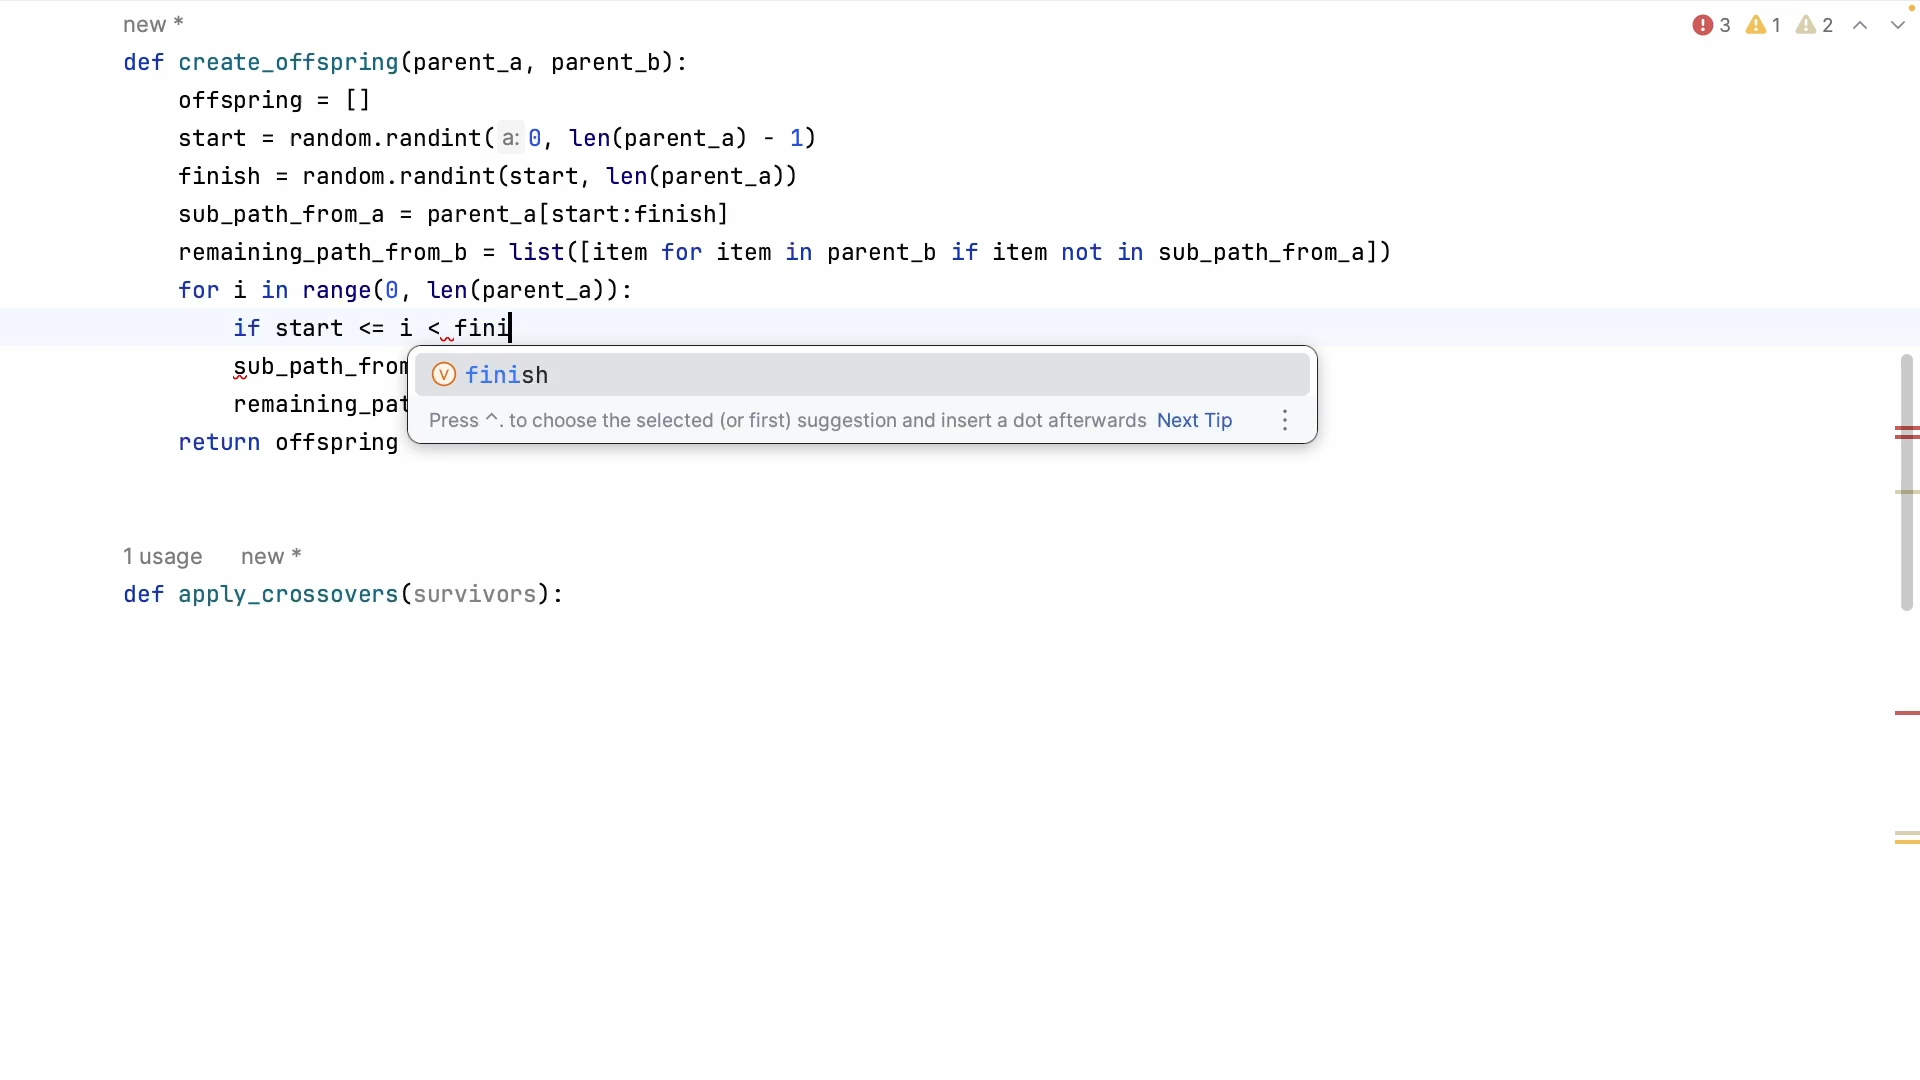 new *
3 1 2
def create_offspring(parent_a, parent_b):
offspring = []
start = random.randint(a:0, len(parent_a) - 1)
finish = random.randint(start, len(parent_a))
sub_path_from_a = parent_a[start:finish]
remaining_path_from_b = list([item for item in parent_b if item not in sub_path_from_a])
for i in range(0, len(parent_a)):
if start <= i < fini
sub_path_from
finish
remaining_pat
Press ^. to choose the selected (or first) suggestion and insert a dot afterwards Next Tip
return offspring
1 usage new *
def apply_crossovers(survivors):